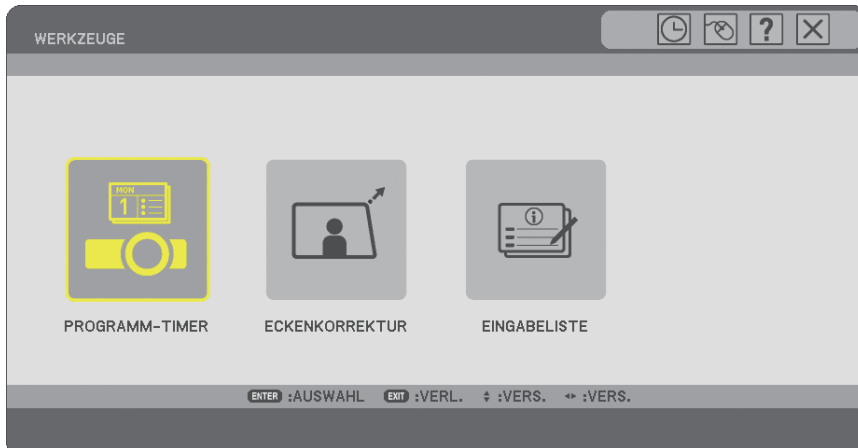 WERKZEUGE
?
MON
1
i
PROGRAMM-TIMER ECKENKORREKTUR EINGABELISTE
ENTER :AUSWAHL EXIT :VERL. :VERS. :VERS.